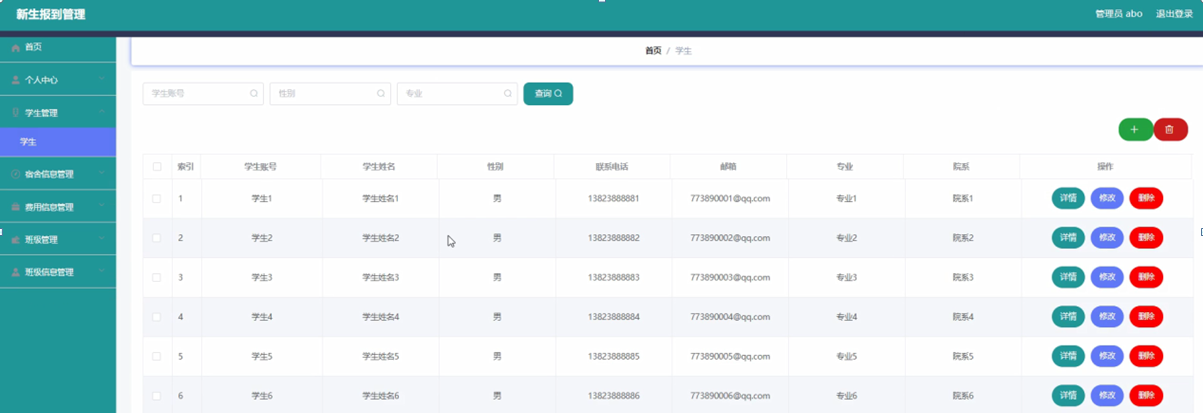 新生报到管理 管理员 abo 退出登录
首页 首页 / 学生
个人中心
学生账号 性别 专业 查询
学生管理
学生
索引 学生账号 学生姓名 性别 联系电话 邮箱 专业 院系 操作
宿舍信息管理
1 学生1 学生姓名1 男 13823888881 773890001@qq.com 专业1 院系1 详情 修改 删除
费用信息管理
班级管理
2 学生2 学生姓名2 男 13823888882 773890002@qq.com 专业2 院系2 详情 修改 删除
班级信息管理
3 学生3 学生姓名3 男 13823888883 773890003@qq.com 专业3 院系3 详情 修改 删除
4 学生4 学生姓名4 男 13823888884 773890004@qq.com 专业4 院系4 详情 修改 删除
5 学生5 学生姓名5 男 13823888885 773890005@qq.com 专业5 院系5 详情 修改 删除
6 学生6 学生姓名6 男 13823888886 773890006@qq.com 专业6 院系6 详情 修改 删除